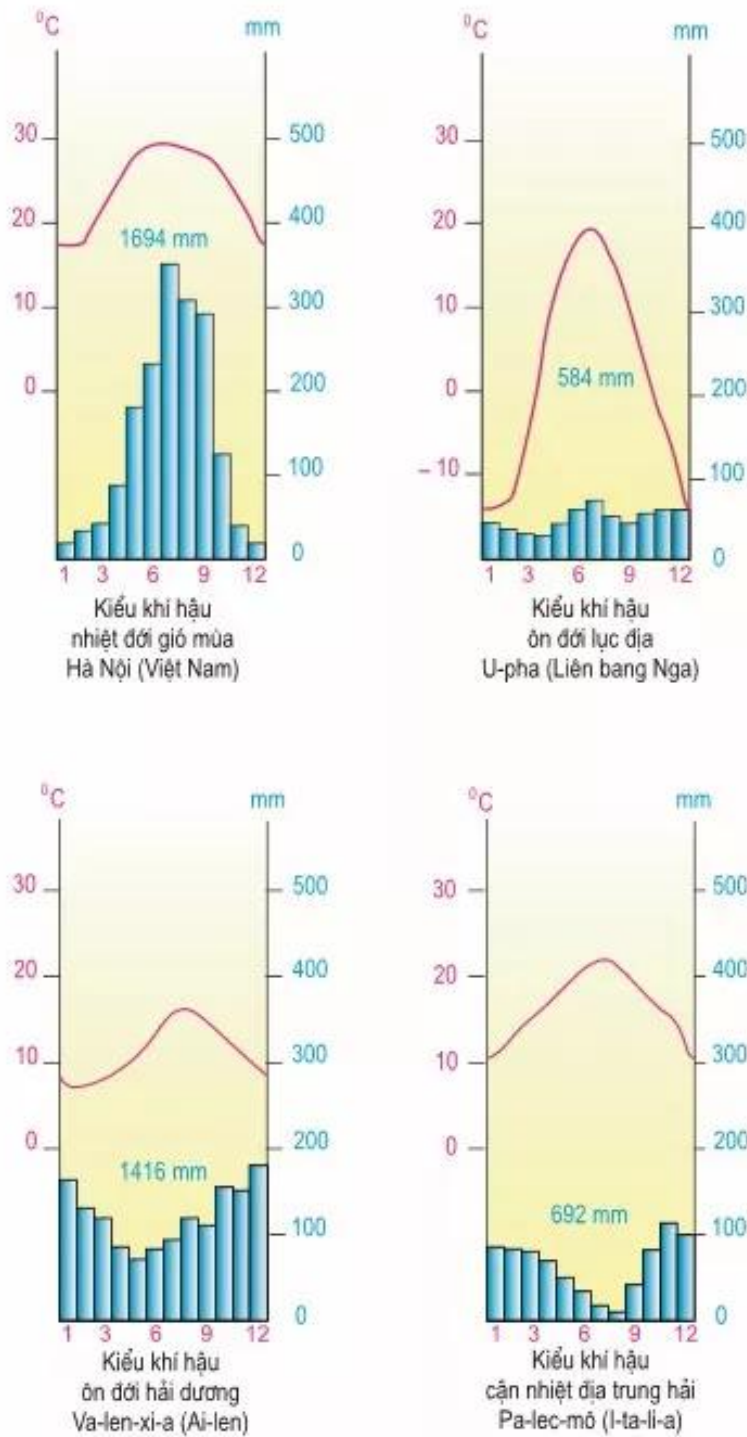 ⁰C mm
30
20
10
0
500
400
300
200
100
0
1694 mm
1 3 6 9 12
Kiểu khí hậu
nhiệt đới gió mùa
Hà Nội (Việt Nam)
⁰C mm
30
20
10
0
– 10
500
400
300
200
100
0
584 mm
1 3 6 9 12
Kiểu khí hậu
ôn đới lục địa
U-pha (Liên bang Nga)
⁰C mm
30
20
10
0
500
400
300
200
100
0
1416 mm
1 3 6 9 12
Kiểu khí hậu
ôn đới hải dương
Va-len-xi-a (Ai-len)
⁰C mm
30
20
10
0
500
400
300
200
100
0
692 mm
1 3 6 9 12
Kiểu khí hậu
cận nhiệt địa trung hải
Pa-lec-mô (I-ta-li-a)